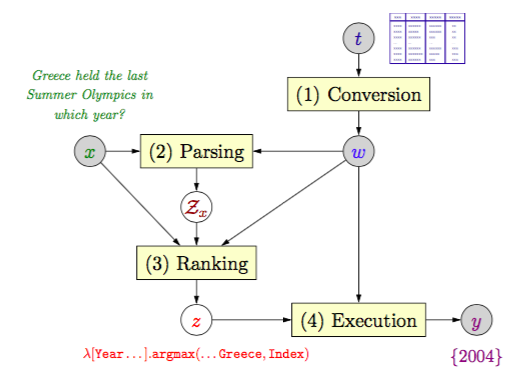 t
(1) Conversion
Greece held the last
Summer Olympics in
which year?
x
(2) Parsing
w
𝒵ₓ
(3) Ranking
z
(4) Execution
y
λ[Year...].argmax(...Greece, Index)
{2004}